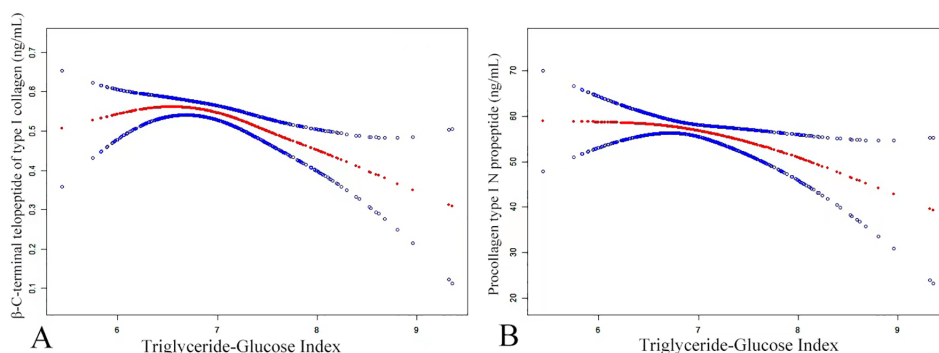 β-C-terminal telopeptide of type I collagen (ng/mL)
0.7
0.6
0.5
0.4
0.3
0.2
0.1
6 7 8 9
A
Triglyceride-Glucose Index
Procollagen type I N propeptide (ng/mL)
70
60
50
40
30
20
6 7 8 9
B
Triglyceride-Glucose Index